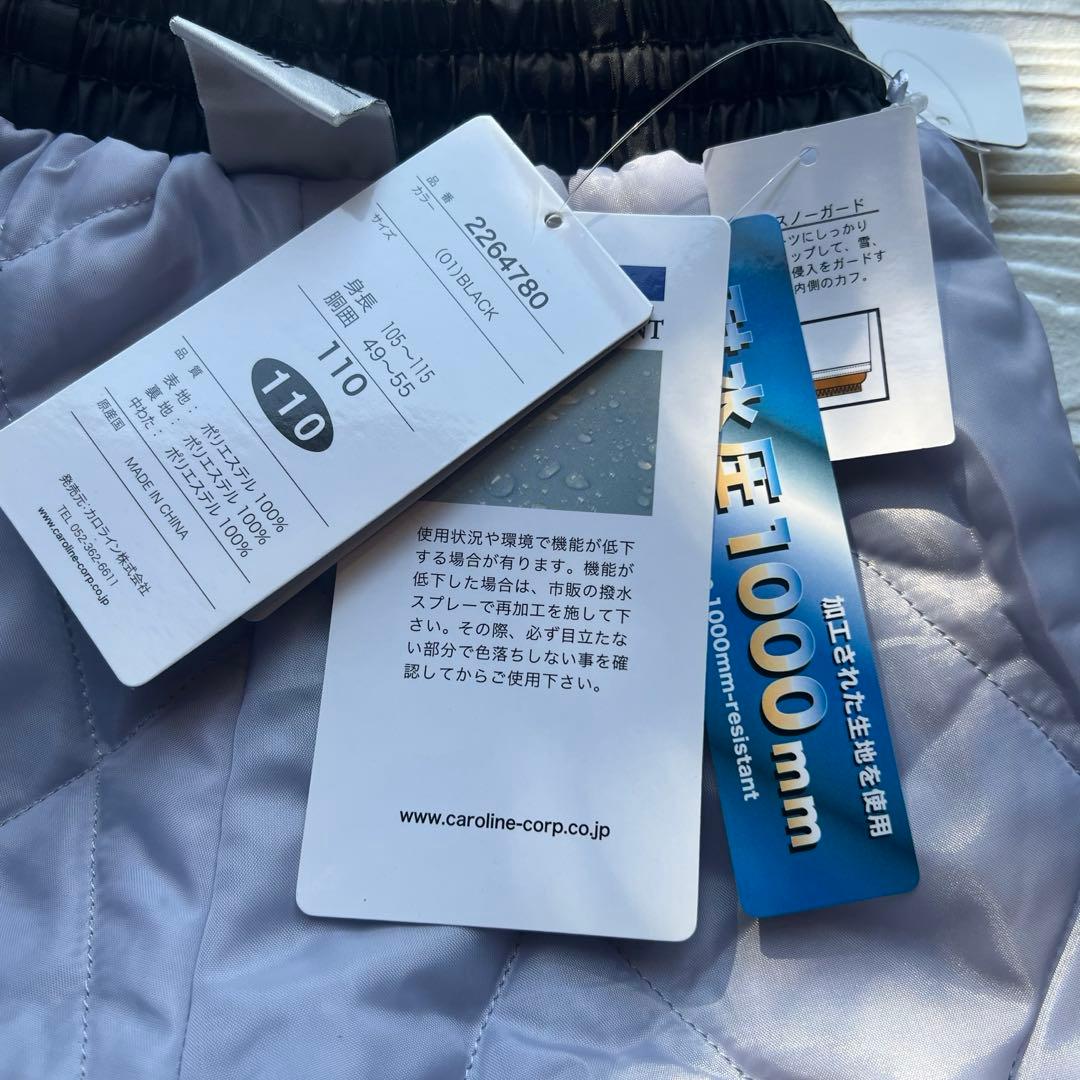 品番 2264780
カラー (01)BLACK
サイズ 110
身長 105〜115
胴囲 49〜55
110
品質
表地： ポリエステル 100%
裏地： ポリエステル 100%
中わた： ポリエステル 100%
原産国 MADE IN CHINA
発売元・カロライン株式会社
TEL 052-362-6611
www.caroline-corp.co.jp
NT
使用状況や環境で機能が低下
する場合が有ります。機能が
低下した場合は、市販の撥水
スプレーで再加工を施して下
さい。その際、必ず目立たな
い部分で色落ちしない事を確
認してからご使用下さい。
www.caroline-corp.co.jp
水圧1000mm
1000mm-resistant
加工された生地を使用
スノーガード
ツにしっかり
ップして、雪、
侵入をガードす
内側のカフ。